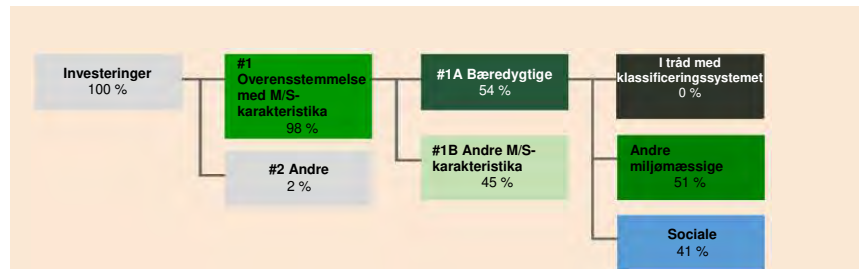 Investeringer
100 %
#1
Overensstemmelse
med M/S-
karakteristika
98 %
#2 Andre
2 %
#1A Bæredygtige
54 %
#1B Andre M/S-
karakteristika
45 %
I tråd med
klassificeringssystemet
0 %
Andre
miljømæssige
51 %
Sociale
41 %